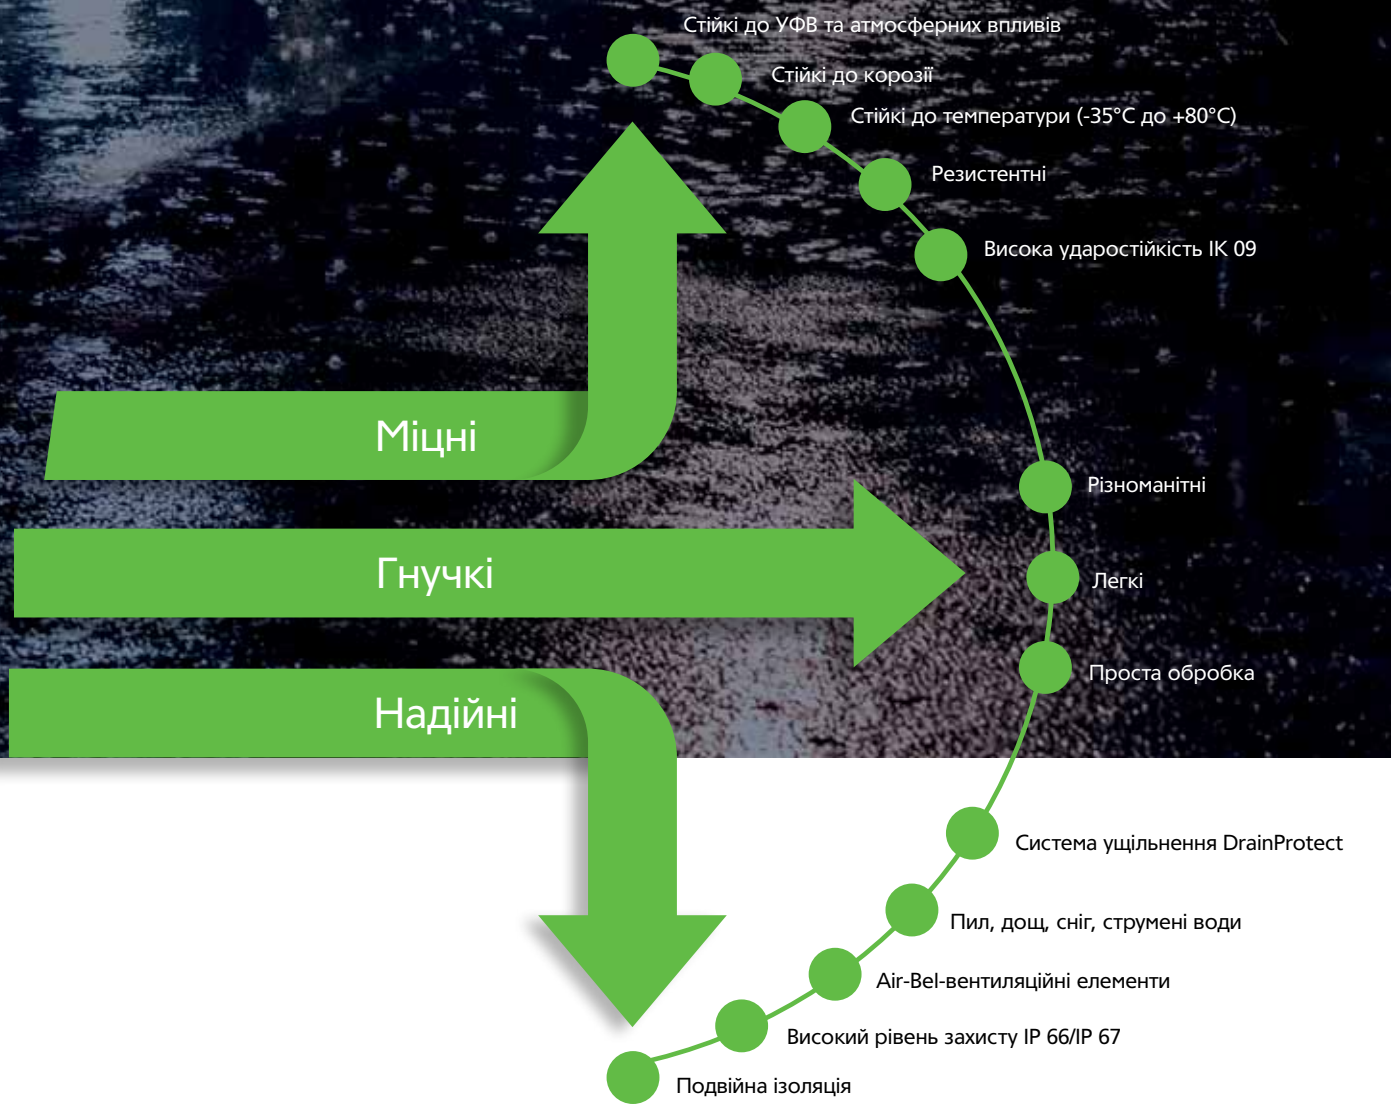 Стійкі до УФВ та атмосферних впливів
Стійкі до корозії
Стійкі до температури (-35°C до +80°C)
Резистентні
Висока ударостійкість IK 09
Міцні
Різноманітні
Гнучкі
Легкі
Проста обробка
Надійні
Система ущільнення DrainProtect
Пил, дощ, сніг, струмені води
Air-Bel-вентиляційні елементи
Високий рівень захисту IP 66/IP 67
Подвійна ізоляція